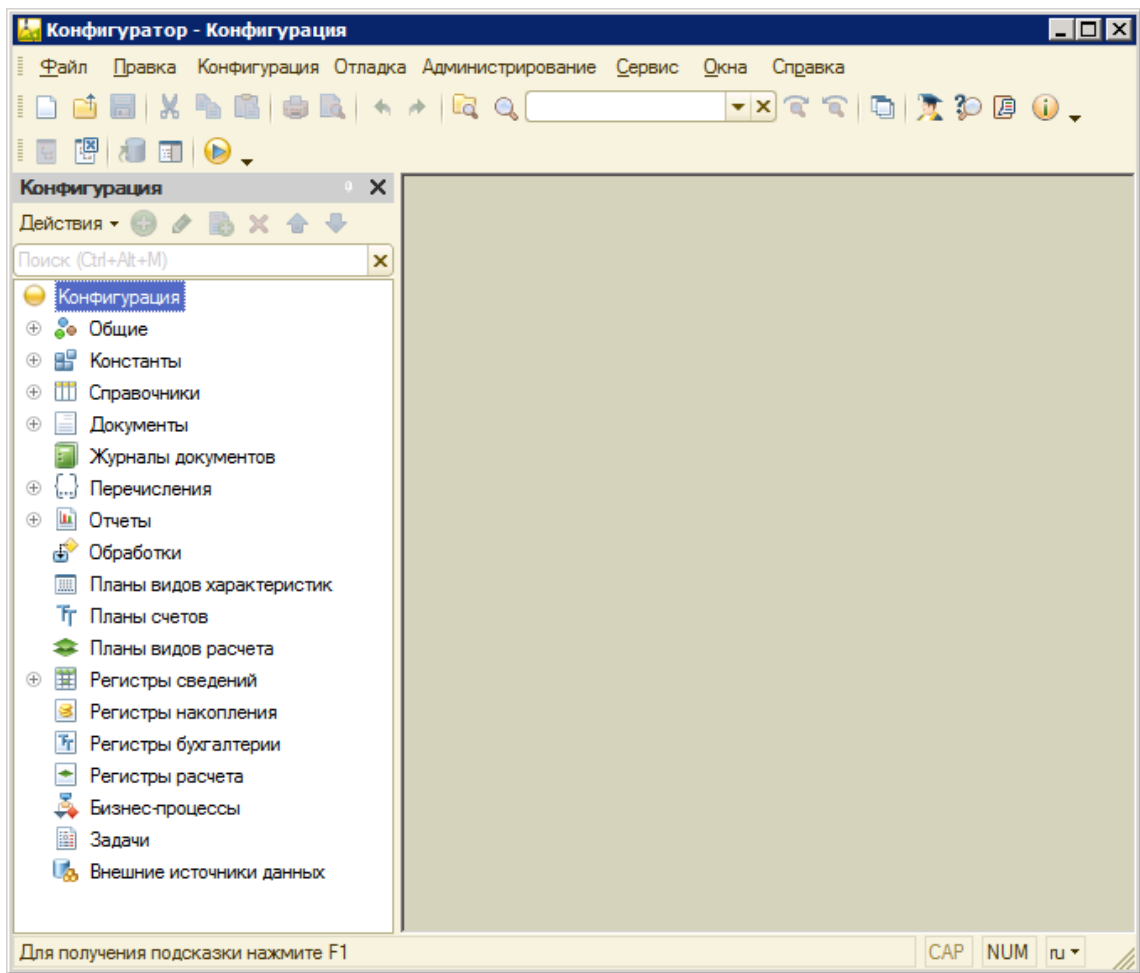 Конфигуратор - Конфигурация
Файл Правка Конфигурация Отладка Администрирование Сервис Окна Справка
Конфигурация
Действия
Поиск (Ctrl+Alt+M)
Конфигурация
Общие
Константы
Справочники
Документы
Журналы документов
Перечисления
Отчеты
Обработки
Планы видов характеристик
Планы счетов
Планы видов расчета
Регистры сведений
Регистры накопления
Регистры бухгалтерии
Регистры расчета
Бизнес-процессы
Задачи
Внешние источники данных
Для получения подсказки нажмите F1 CAP NUM ru